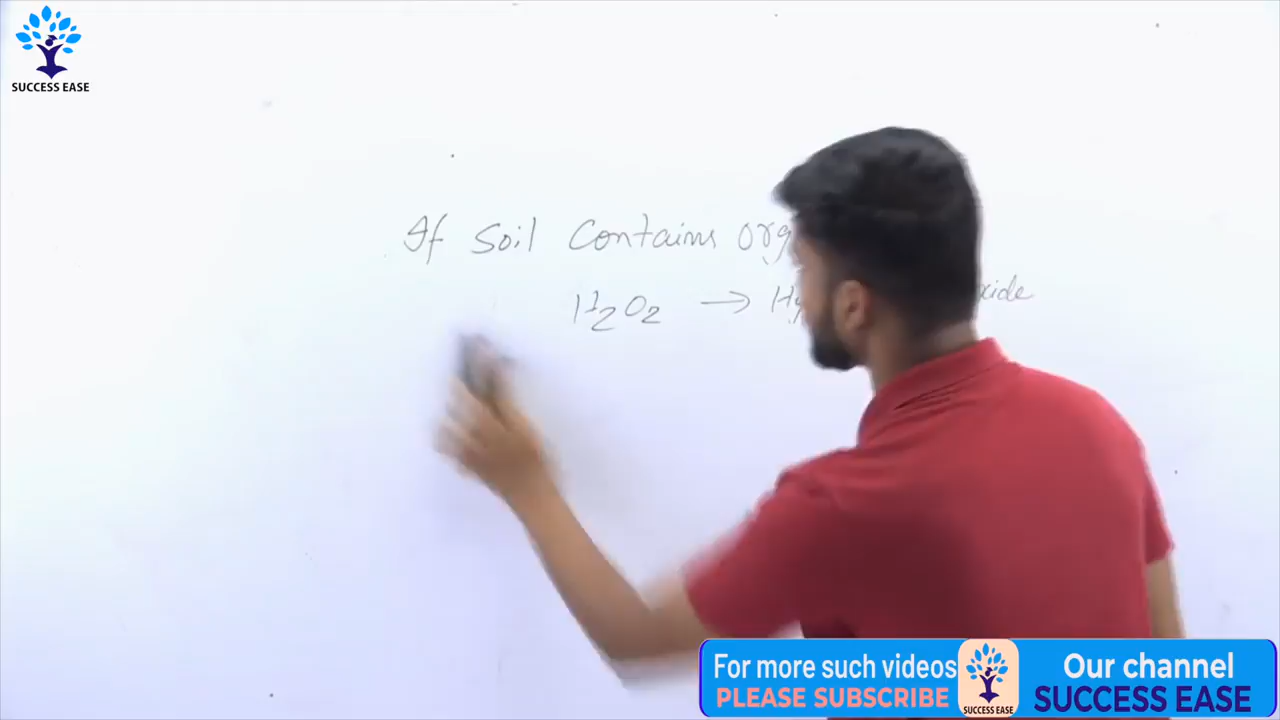 SUCCESS EASE
If Soil Contains
H2O2 →
For more such videos
PLEASE SUBSCRIBE
SUCCESS EASE
Our channel
SUCCESS EASE